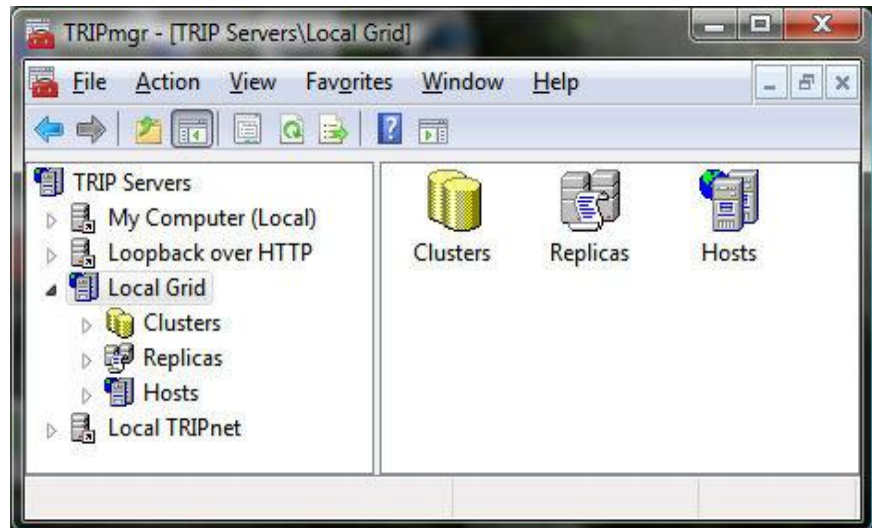 TRIPmgr - [TRIP Servers\Local Grid]
File Action View Favorites Window Help
TRIP Servers
My Computer (Local)
Loopback over HTTP
Local Grid
Clusters
Replicas
Hosts
Local TRIPnet
Clusters Replicas Hosts